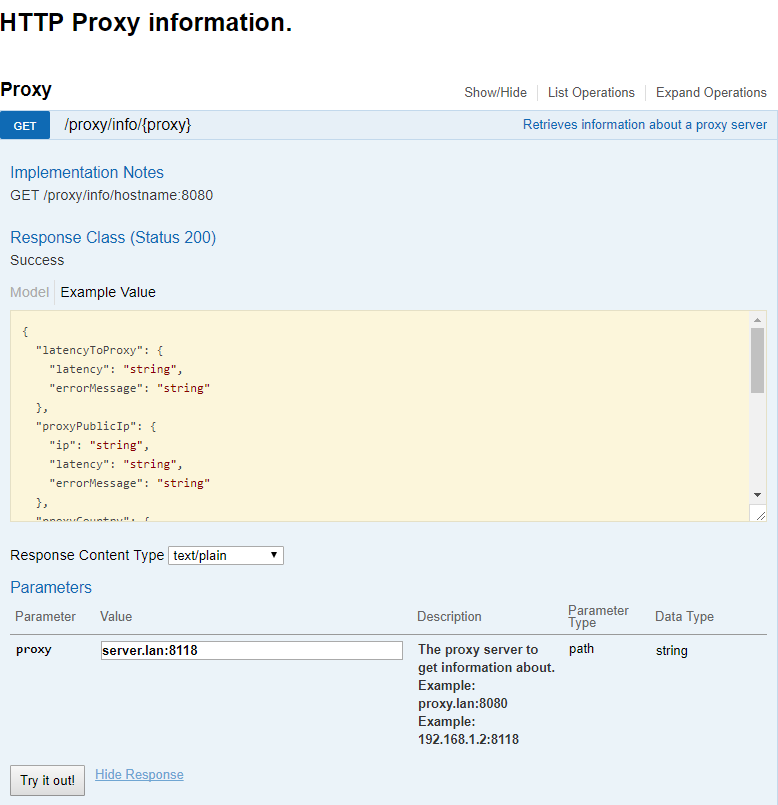 HTTP Proxy information.
Proxy
Show/Hide
List Operations
Expand Operations
GET
/proxy/info/{proxy}
Retrieves information about a proxy server
Implementation Notes
GET /proxy/info/hostname:8080
Response Class (Status 200)
Success
Model
Example Value
{
"latencyToProxy": {
"latency": "string",
"errorMessage": "string"
},
"proxyPublicIp": {
"ip": "string",
"latency": "string",
"errorMessage": "string"
},
"proxyCountry": {
Response Content Type text/plain
Parameters
Parameter
Value
Description
Parameter
Type
Data Type
proxy
server.lan:8118
The proxy server to
get information about.
Example:
proxy.lan:8080
Example:
192.168.1.2:8118
path
string
Try it out!
Hide Response